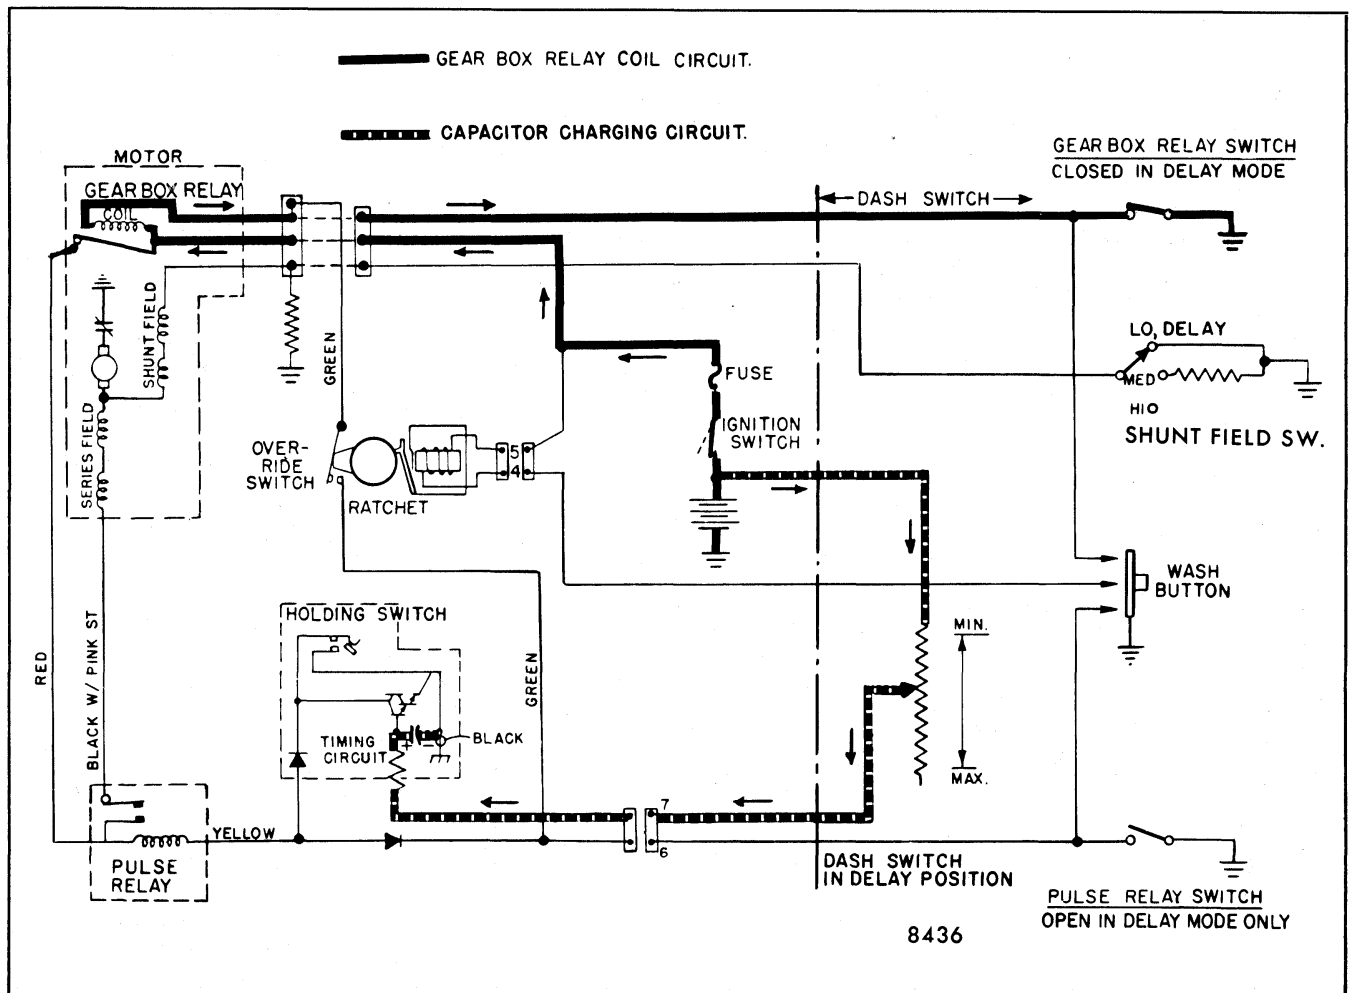 GEAR BOX RELAY COIL CIRCUIT.
CAPACITOR CHARGING CIRCUIT.
MOTOR
GEAR BOX RELAY
COIL
GEAR BOX RELAY SWITCH
CLOSED IN DELAY MODE
DASH SWITCH
SHUNT FIELD
GREEN
LO, DELAY
MED
HI
SHUNT FIELD SW.
FUSE
IGNITION
SWITCH
SERIES FIELD
OVER-
RIDE
SWITCH
RATCHET
5
4
WASH
BUTTON
HOLDING SWITCH
RED
BLACK W/ PINK ST
GREEN
TIMING
CIRCUIT
+
-
BLACK
MIN.
MAX.
YELLOW
7
6
PULSE
RELAY
DASH SWITCH
IN DELAY POSITION
PULSE RELAY SWITCH
OPEN IN DELAY MODE ONLY
8436